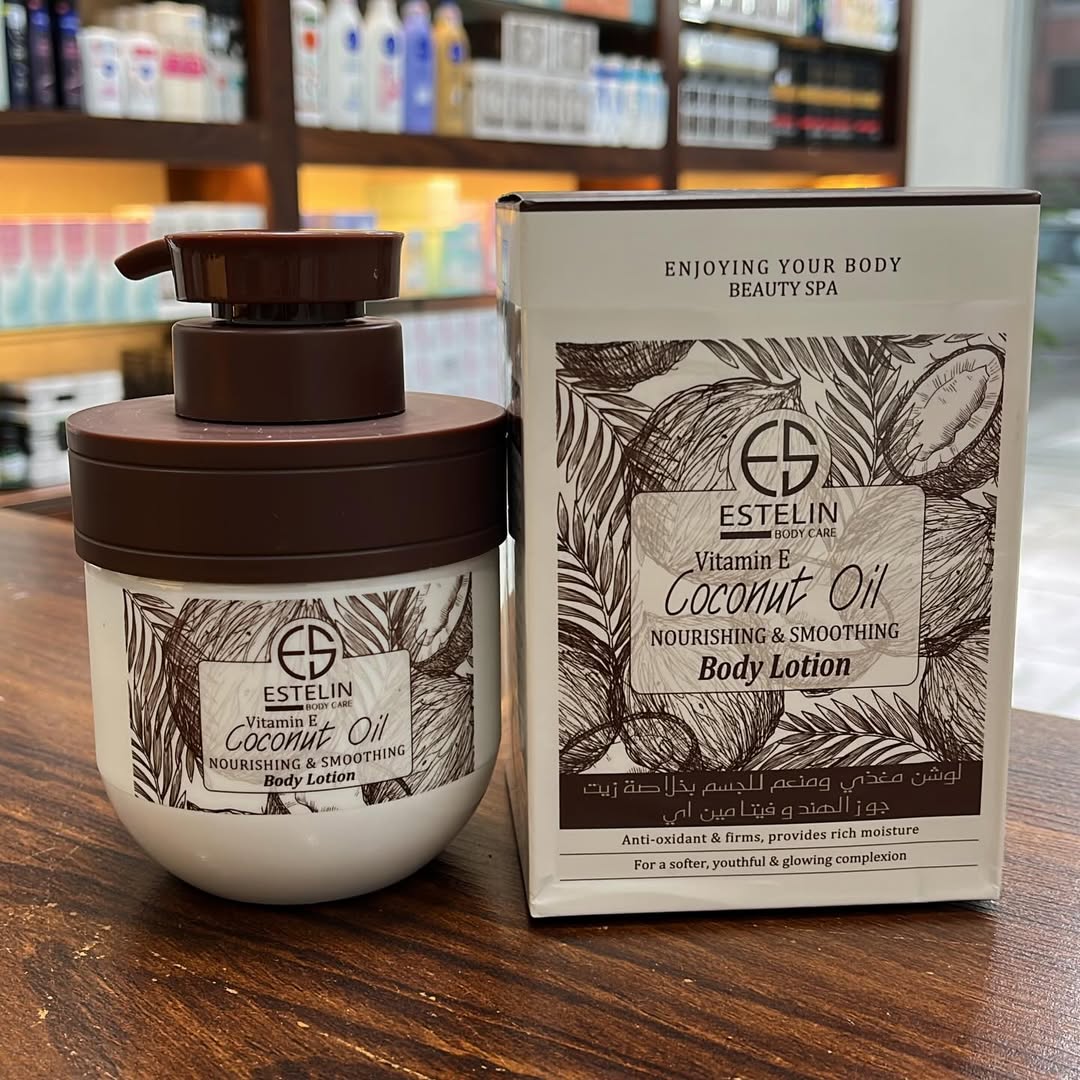 ENJOYING YOUR BODY
BEAUTY SPA
ES
ESTELIN
BODY CARE
Vitamin E
Coconut Oil
NOURISHING & SMOOTHING
Body Lotion
لوشن مغذي ومنعم للجسم بخلاصة زيت
جوز الهند و فيتامين اي
Anti-oxidant & firms, provides rich moisture
For a softer, youthful & glowing complexion
ES
ESTELIN
BODY CARE
Vitamin E
Coconut Oil
NOURISHING & SMOOTHING
Body Lotion